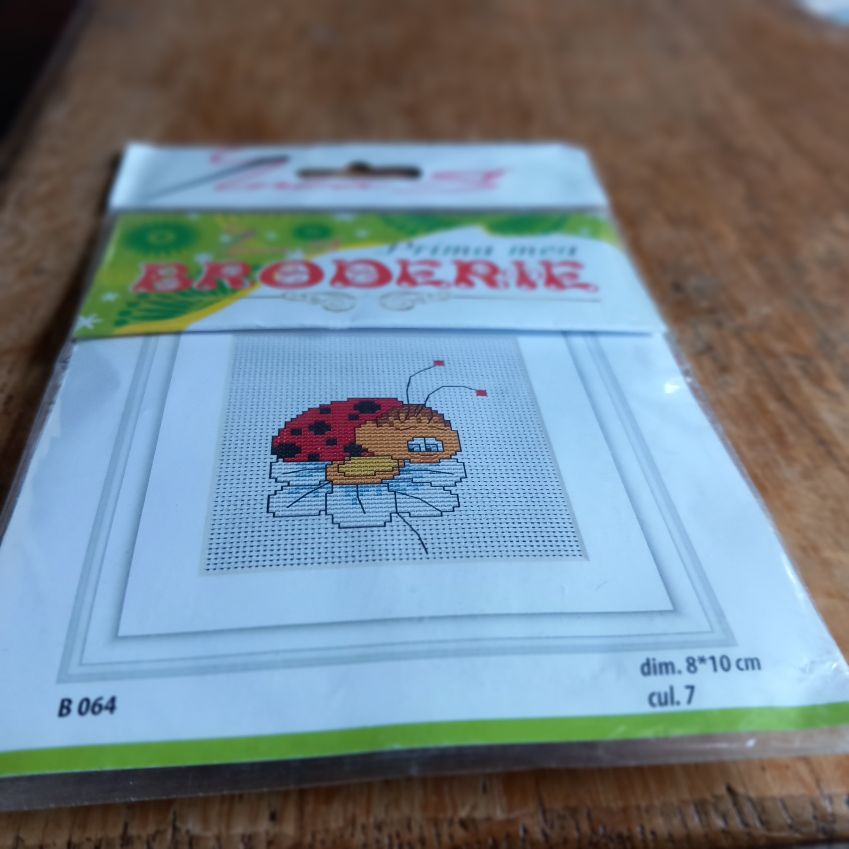 Prima mea
BRODERIE
B 064
dim. 8*10 cm
cul. 7